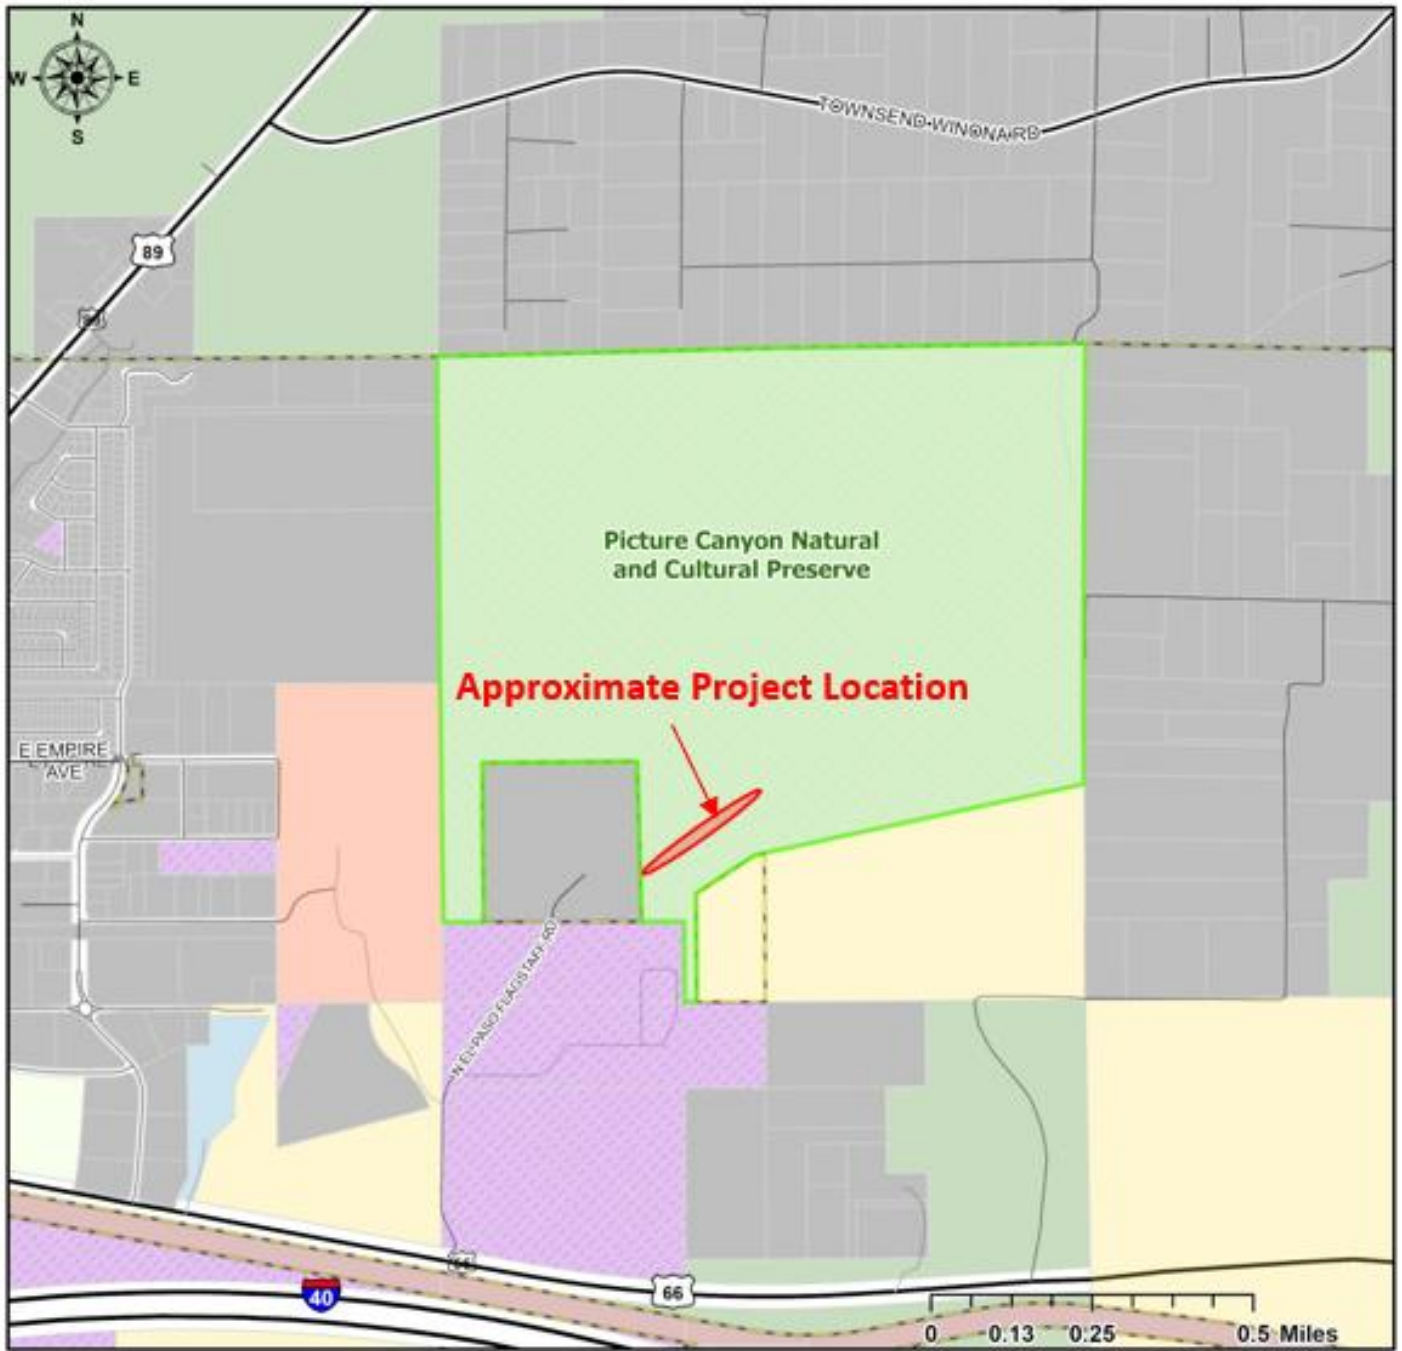 N
W E
S
TOWNSEND-WINONA RD
89
Picture Canyon Natural
and Cultural Preserve
Approximate Project Location
E EMPIRE
AVE
N EL PASO FLAGSTAFF RD
66
40
0 0.13 0.25 0.5 Miles